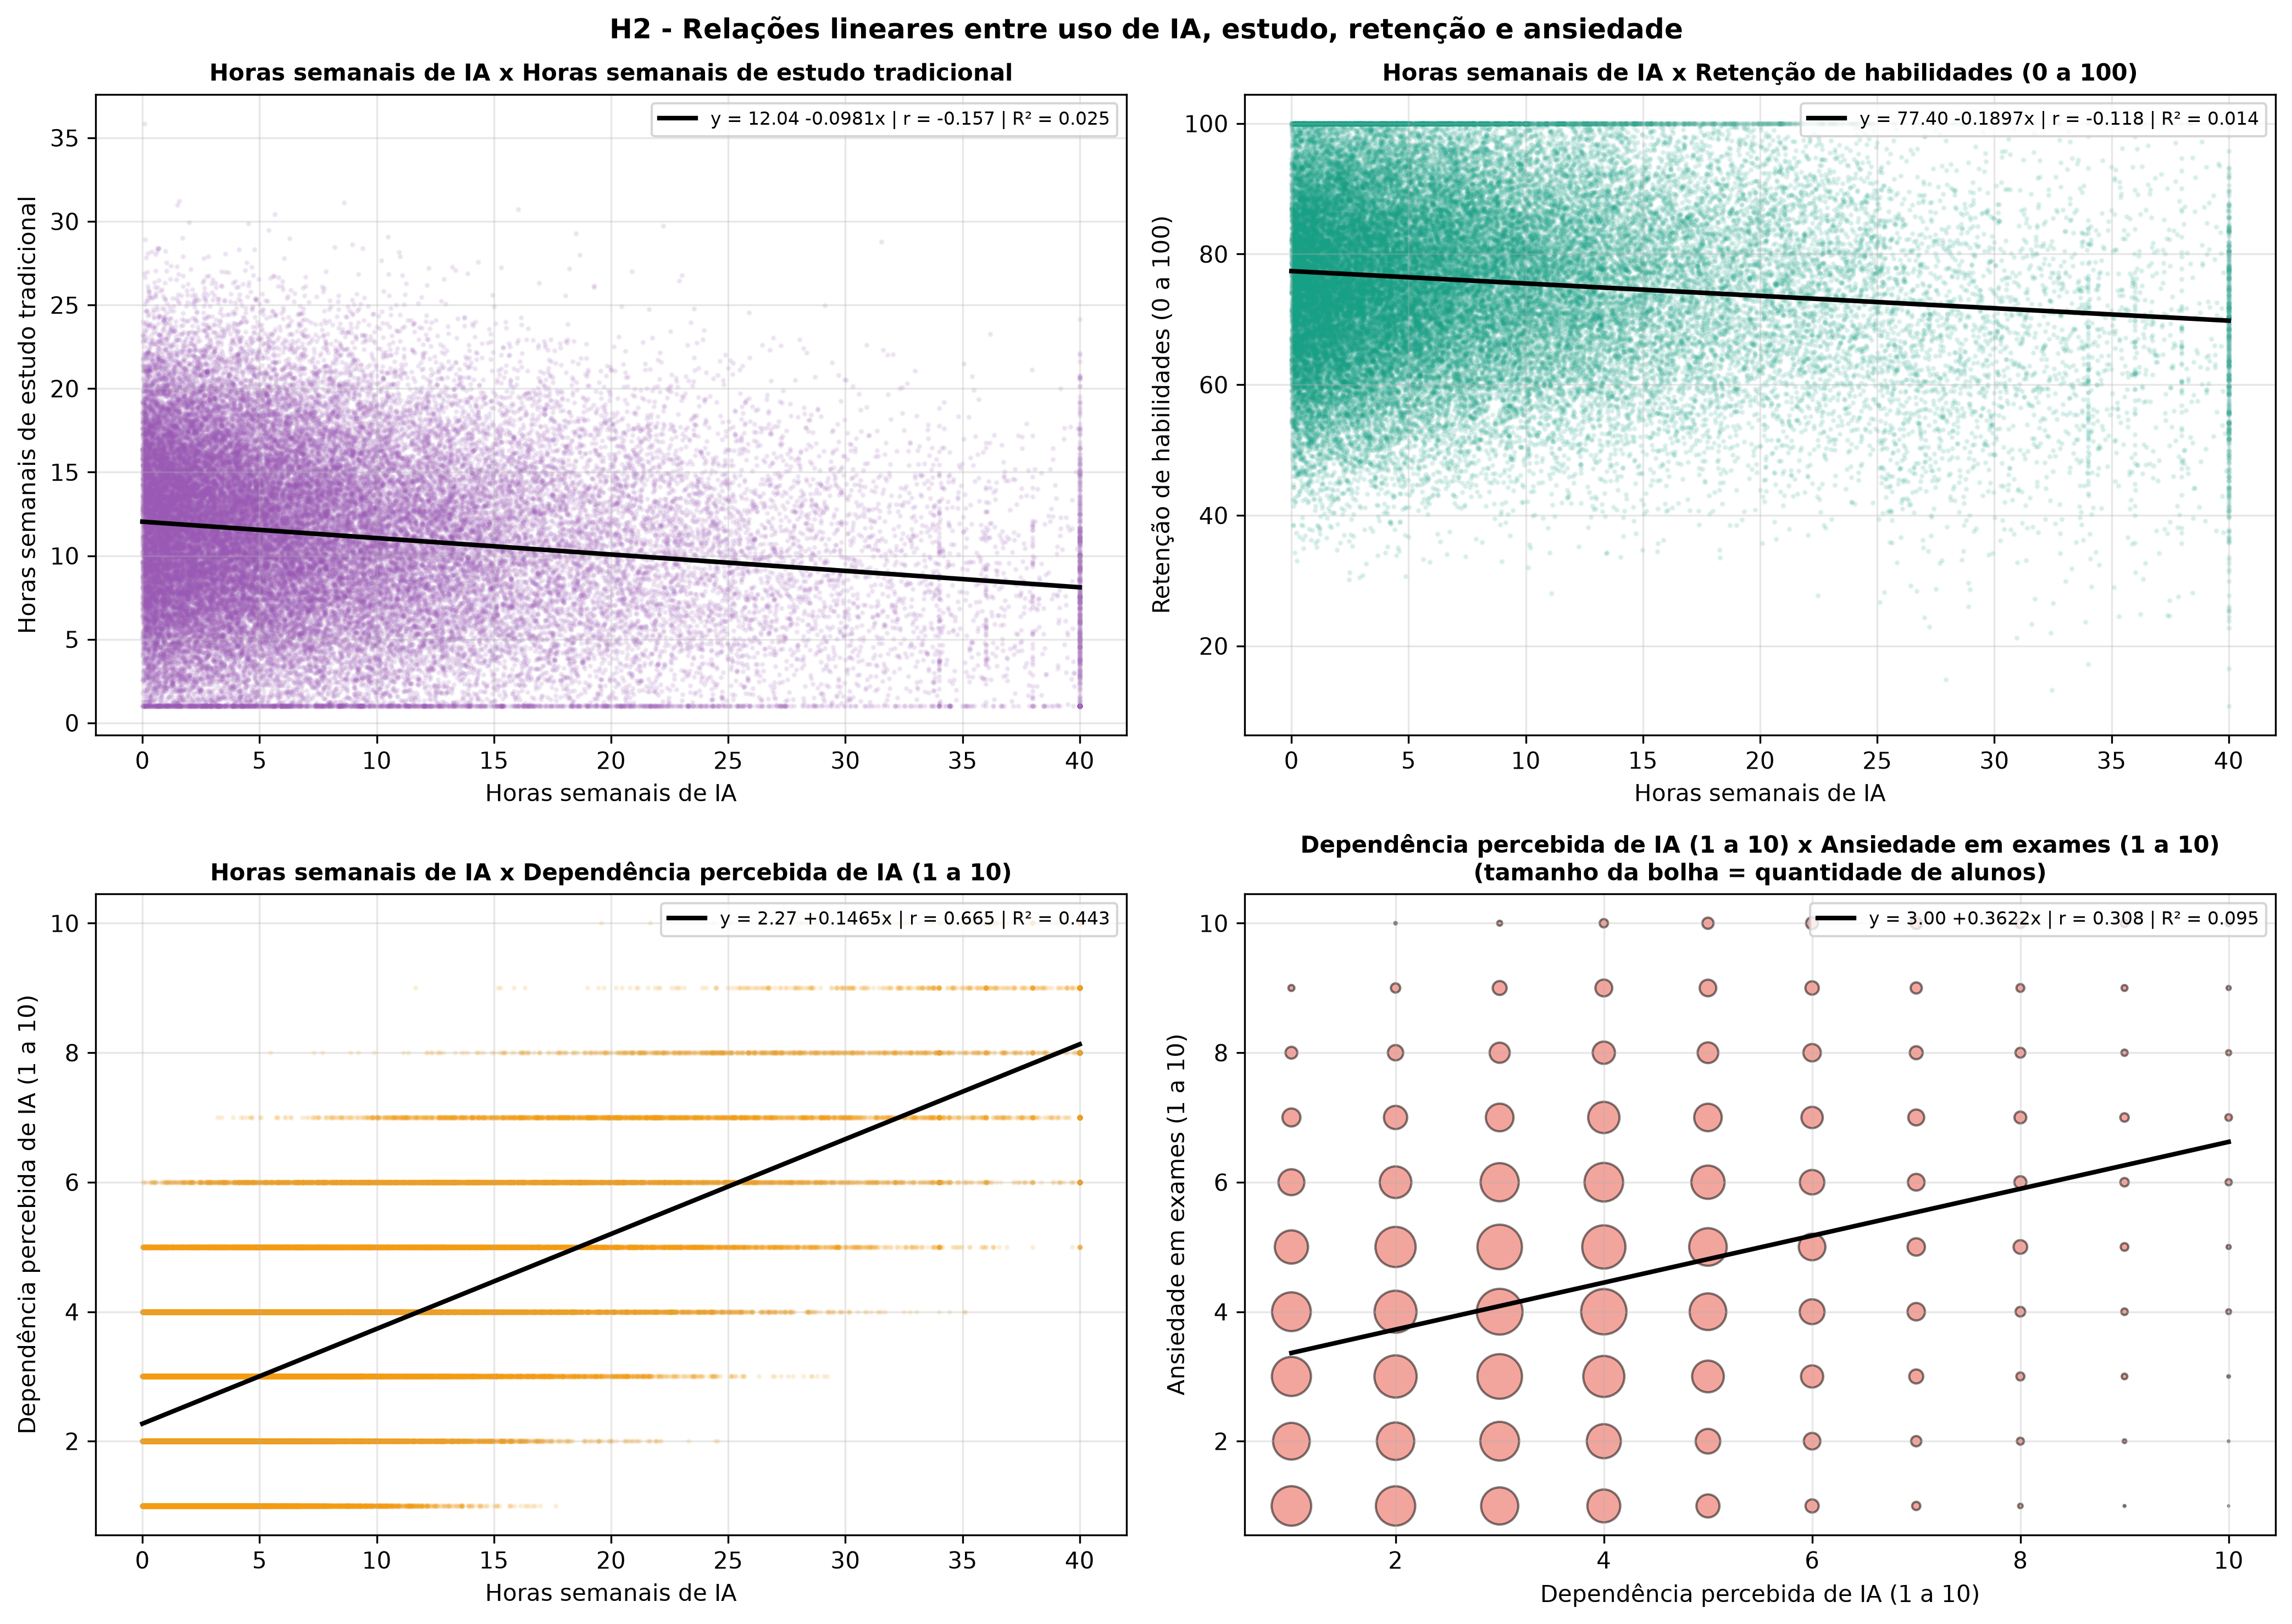 H2 - Relações lineares entre uso de IA, estudo, retenção e ansiedade
Horas semanais de IA x Horas semanais de estudo tradicional
y = 12.04 -0.0981x | r = -0.157 | R² = 0.025
Horas semanais de estudo tradicional
35
30
25
20
15
10
5
0
0 5 10 15 20 25 30 35 40
Horas semanais de IA
Horas semanais de IA x Retenção de habilidades (0 a 100)
y = 77.40 -0.1897x | r = -0.118 | R² = 0.014
Retenção de habilidades (0 a 100)
100
80
60
40
20
0 5 10 15 20 25 30 35 40
Horas semanais de IA
Horas semanais de IA x Dependência percebida de IA (1 a 10)
y = 2.27 +0.1465x | r = 0.665 | R² = 0.443
Dependência percebida de IA (1 a 10)
10
8
6
4
2
0 5 10 15 20 25 30 35 40
Horas semanais de IA
Dependência percebida de IA (1 a 10) x Ansiedade em exames (1 a 10)
(tamanho da bolha = quantidade de alunos)
y = 3.00 +0.3622x | r = 0.308 | R² = 0.095
Ansiedade em exames (1 a 10)
10
8
6
4
2
2 4 6 8 10
Dependência percebida de IA (1 a 10)